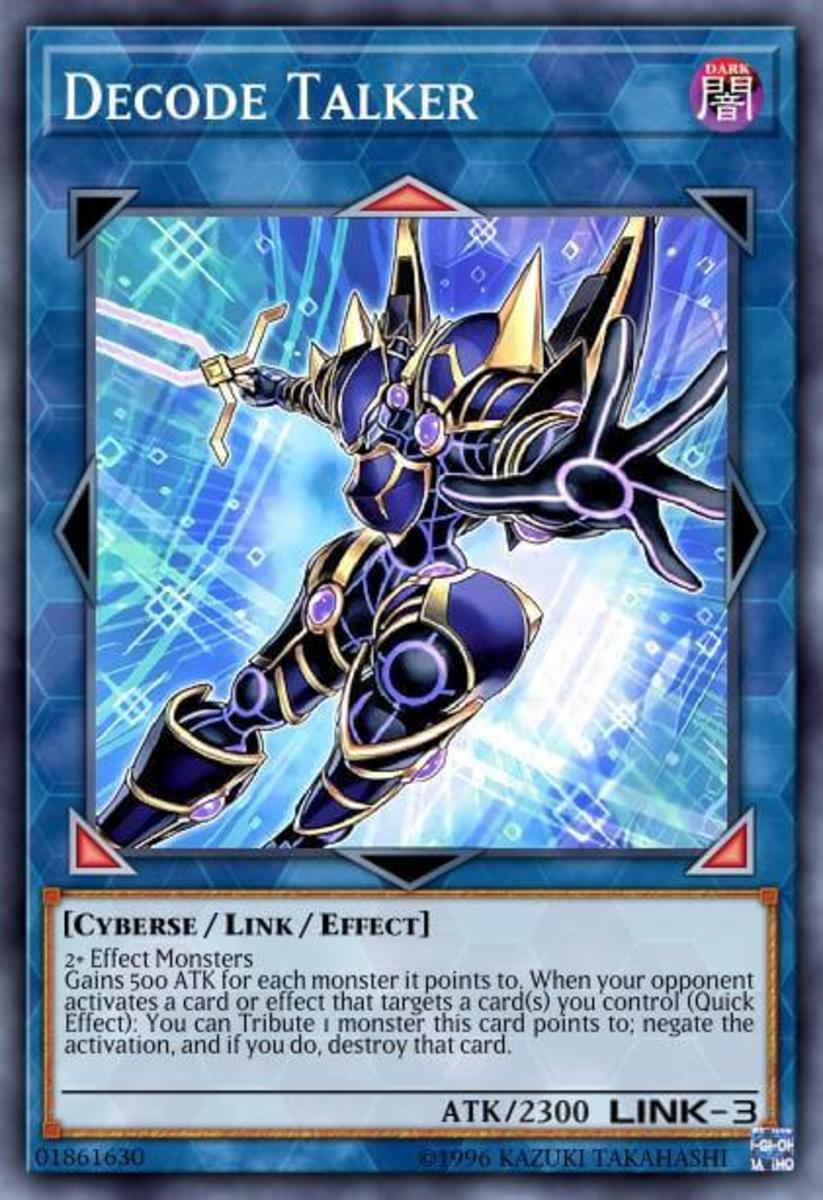 DECODE TALKER
DARK
闇
[CYBERSE / LINK / EFFECT]
2+ Effect Monsters
Gains 500 ATK for each monster it points to. When your opponent
activates a card or effect that targets a card(s) you control (Quick
Effect): You can Tribute 1 monster this card points to; negate the
activation, and if you do, destroy that card.
ATK/2300 LINK-3
01861630 ©1996 KAZUKI TAKAHASHI